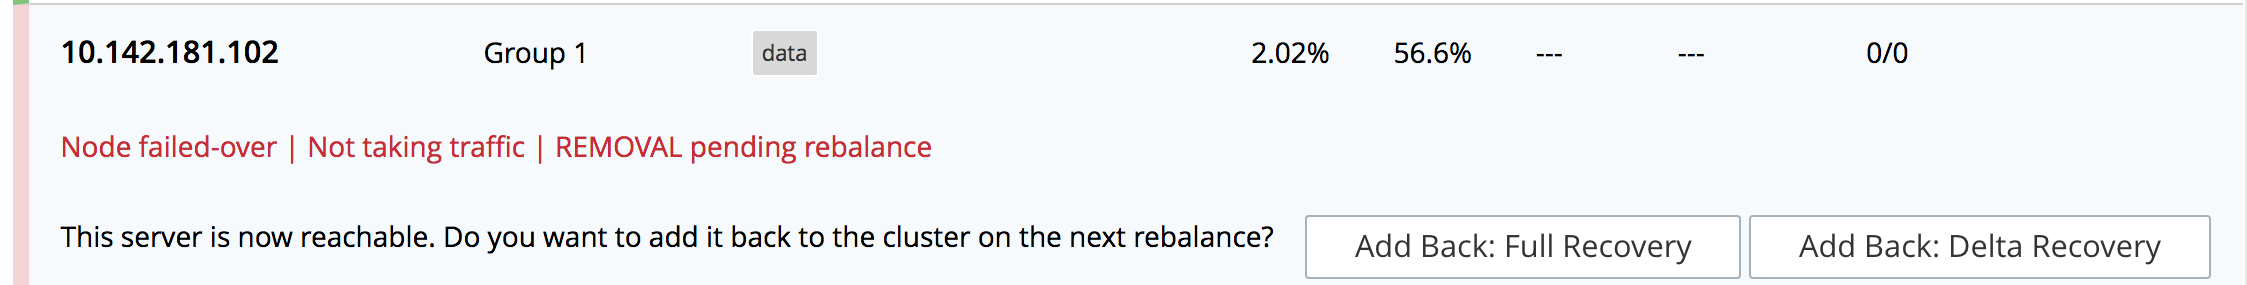 10.142.181.102 Group 1 data 2.02% 56.6% --- --- 0/0
Node failed-over | Not taking traffic | REMOVAL pending rebalance
This server is now reachable. Do you want to add it back to the cluster on the next rebalance? Add Back: Full Recovery Add Back: Delta Recovery